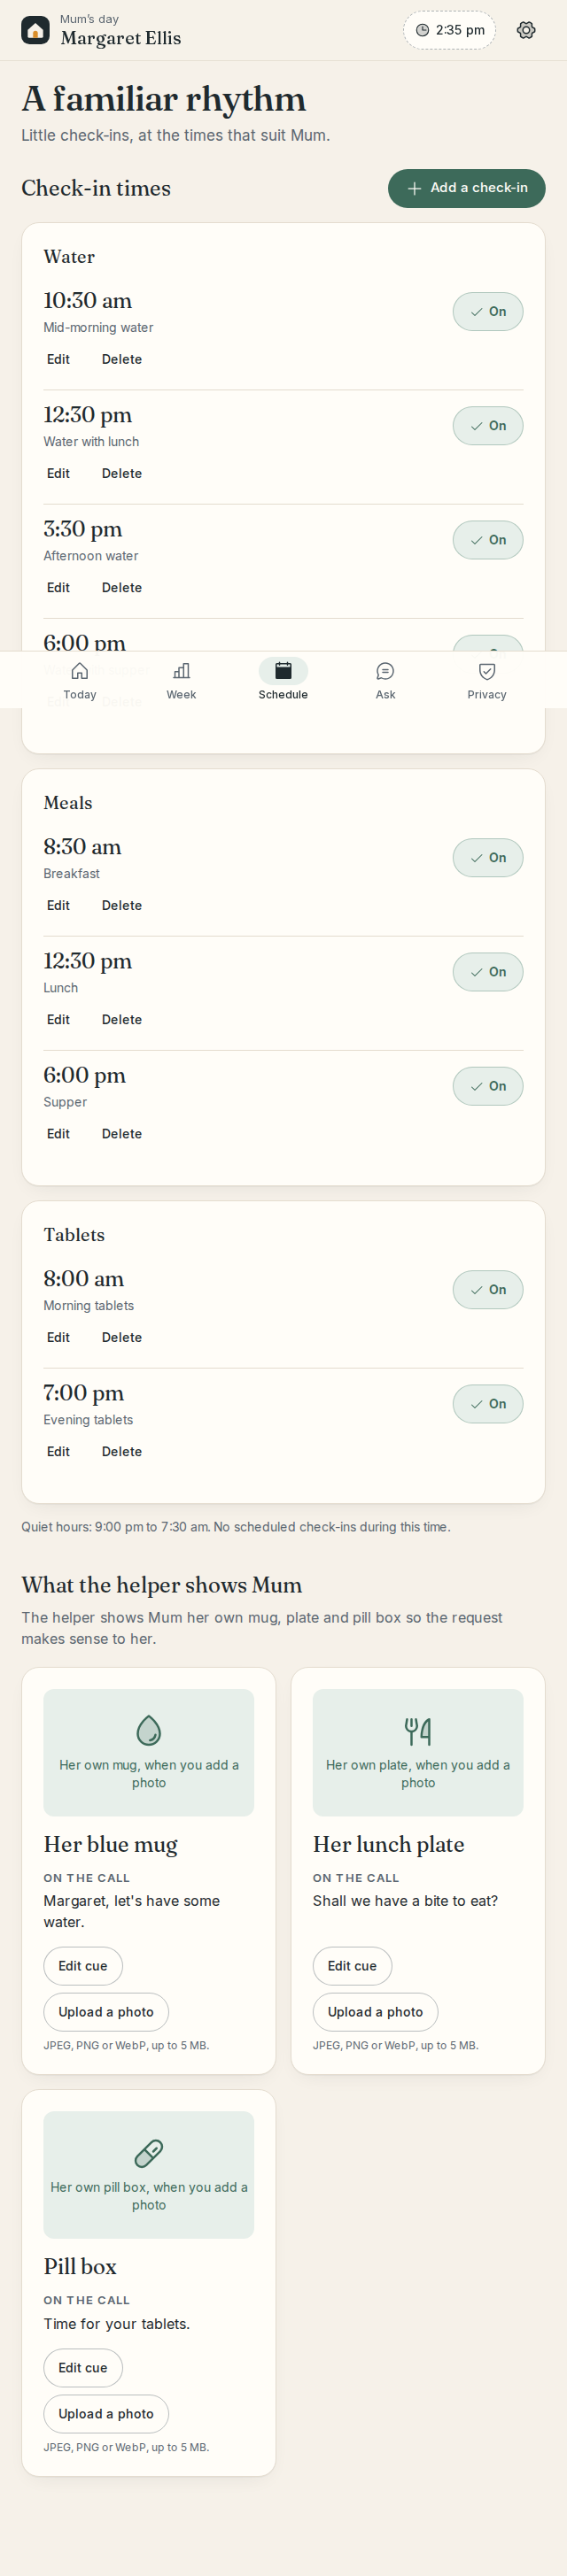 Mum's day
Margaret Ellis
2:35 pm
A familiar rhythm
Little check-ins, at the times that suit Mum.
Check-in times
Add a check-in
Water
10:30 am
On
Mid-morning water
Edit Delete
12:30 pm
On
Water with lunch
Edit Delete
3:30 pm
On
Afternoon water
Edit Delete
6:00 pm
Today Week Schedule Ask Privacy
Meals
8:30 am
On
Breakfast
Edit Delete
12:30 pm
On
Lunch
Edit Delete
6:00 pm
On
Supper
Edit Delete
Tablets
8:00 am
On
Morning tablets
Edit Delete
7:00 pm
On
Evening tablets
Edit Delete
Quiet hours: 9:00 pm to 7:30 am. No scheduled check-ins during this time.
What the helper shows Mum
The helper shows Mum her own mug, plate and pill box so the request
makes sense to her.
Her own mug, when you add a
photo
Her blue mug
ON THE CALL
Margaret, let's have some
water.
Edit cue
Upload a photo
JPEG, PNG or WebP, up to 5 MB.
Her own plate, when you add a
photo
Her lunch plate
ON THE CALL
Shall we have a bite to eat?
Edit cue
Upload a photo
JPEG, PNG or WebP, up to 5 MB.
Her own pill box, when you add a
photo
Pill box
ON THE CALL
Time for your tablets.
Edit cue
Upload a photo
JPEG, PNG or WebP, up to 5 MB.